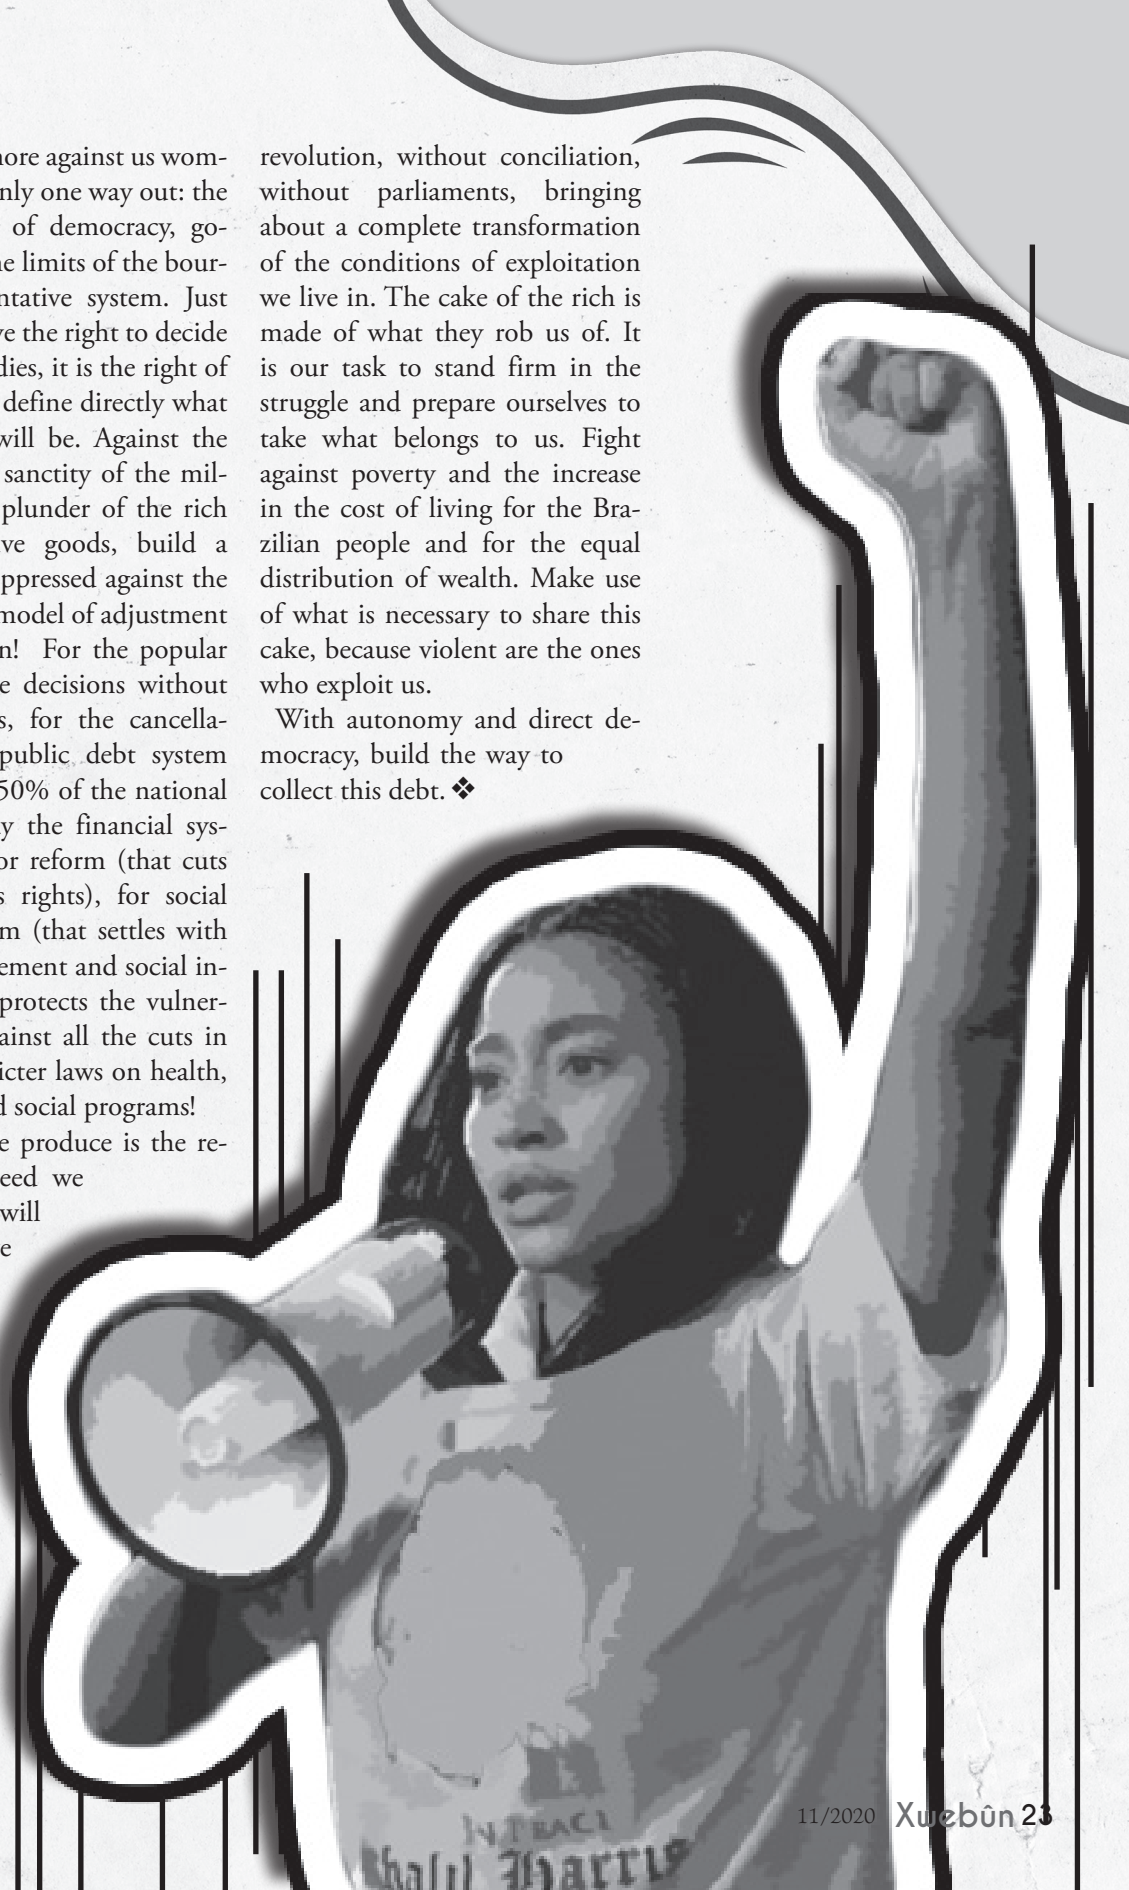 more against us wom-
only one way out: the
of democracy, go-
the limits of the bour-
ntative system. Just
ve the right to decide
dies, it is the right of
define directly what
will be. Against the
sanctity of the mil-
plunder of the rich
ive goods, build a
ppressed against the
model of adjustment
n! For the popular
e decisions without
s, for the cancella-
public debt system
50% of the national
y the financial sys-
or reform (that cuts
s rights), for social
m (that settles with
ement and social in-
protects the vulner-
ainst all the cuts in
icter laws on health,
d social programs!
e produce is the re-
eed we
will
e
revolution, without conciliation,
without parliaments, bringing
about a complete transformation
of the conditions of exploitation
we live in. The cake of the rich is
made of what they rob us of. It
is our task to stand firm in the
struggle and prepare ourselves to
take what belongs to us. Fight
against poverty and the increase
in the cost of living for the Bra-
zilian people and for the equal
distribution of wealth. Make use
of what is necessary to share this
cake, because violent are the ones
who exploit us.
With autonomy and direct de-
mocracy, build the way to
collect this debt. ❖
Harris
11/2020 Xwebûn 23